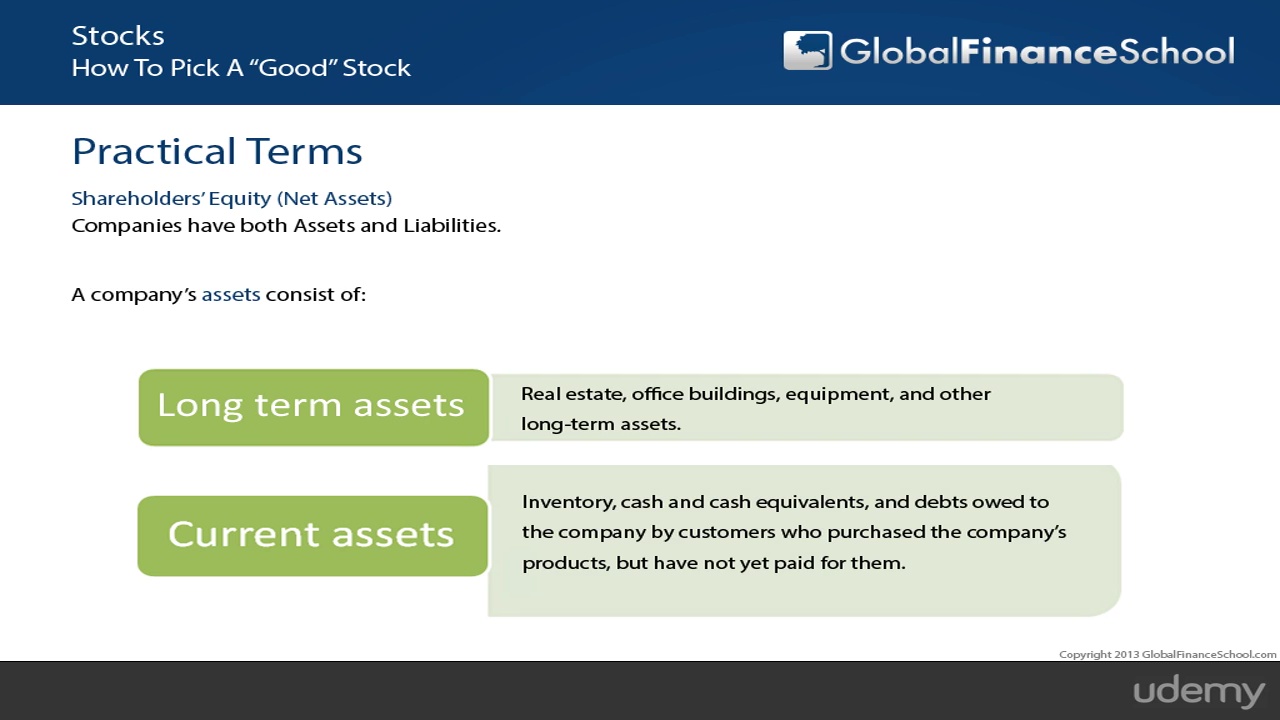 Stocks
How To Pick A “Good” Stock
GlobalFinanceSchool
Practical Terms
Shareholders’ Equity (Net Assets)
Companies have both Assets and Liabilities.
A company’s assets consist of:
Long term assets
Real estate, office buildings, equipment, and other
long-term assets.
Current assets
Inventory, cash and cash equivalents, and debts owed to
the company by customers who purchased the company’s
products, but have not yet paid for them.
Copyright 2013 GlobalFinanceSchool.com
udemy